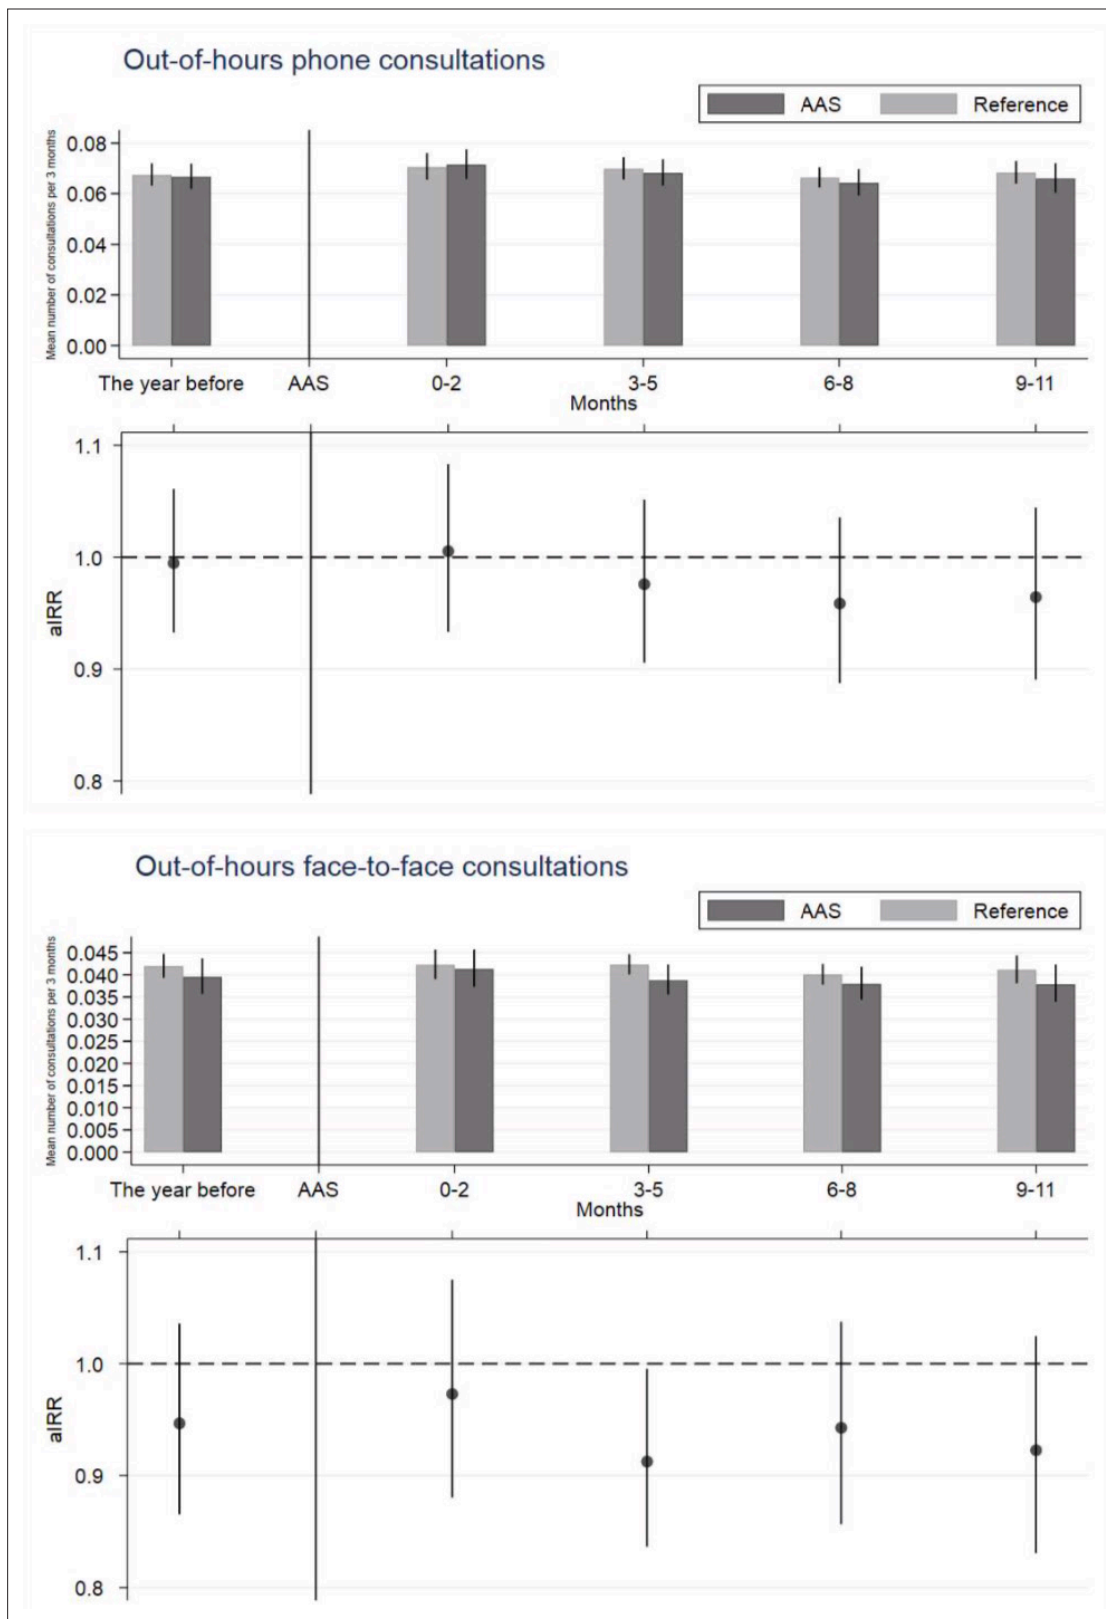 Out-of-hours phone consultations
AAS Reference
Mean number of consultations per 3 months
0.08
0.06
0.04
0.02
0.00
The year before AAS 0-2 3-5 6-8 9-11
Months
aIRR
1.1
1.0
0.9
0.8
Out-of-hours face-to-face consultations
AAS Reference
Mean number of consultations per 3 months
0.045
0.040
0.035
0.030
0.025
0.020
0.015
0.010
0.005
0.000
The year before AAS 0-2 3-5 6-8 9-11
Months
aIRR
1.1
1.0
0.9
0.8